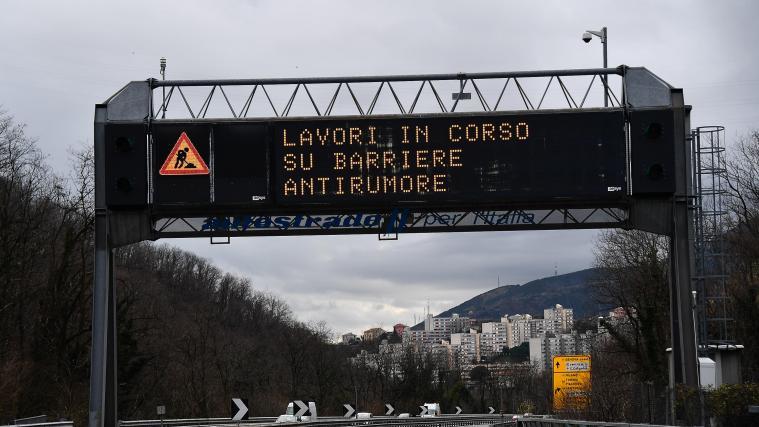 LAVORI IN CORSO
SU BARRIERE
ANTIRUMORE
autostrade // per l'italia